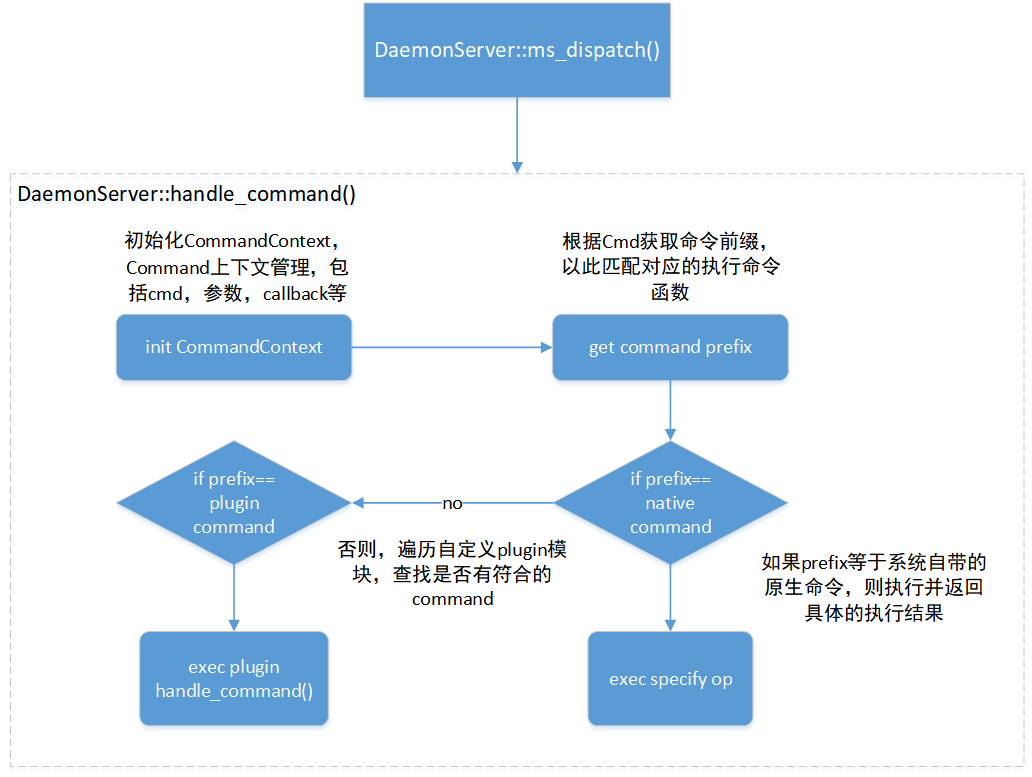 DaemonServer::ms_dispatch()
DaemonServer::handle_command()
初始化CommandContext，
Command上下文管理，包
括cmd，参数，callback等
根据Cmd获取命令前缀，
以此匹配对应的执行命令
函数
init CommandContext
get command prefix
if prefix==
plugin
command
no
if prefix==
native
command
否则，遍历自定义plugin模
块，查找是否有符合的
command
如果prefix等于系统自带的
原生命令，则执行并返回
具体的执行结果
exec plugin
handle_command()
exec specify op